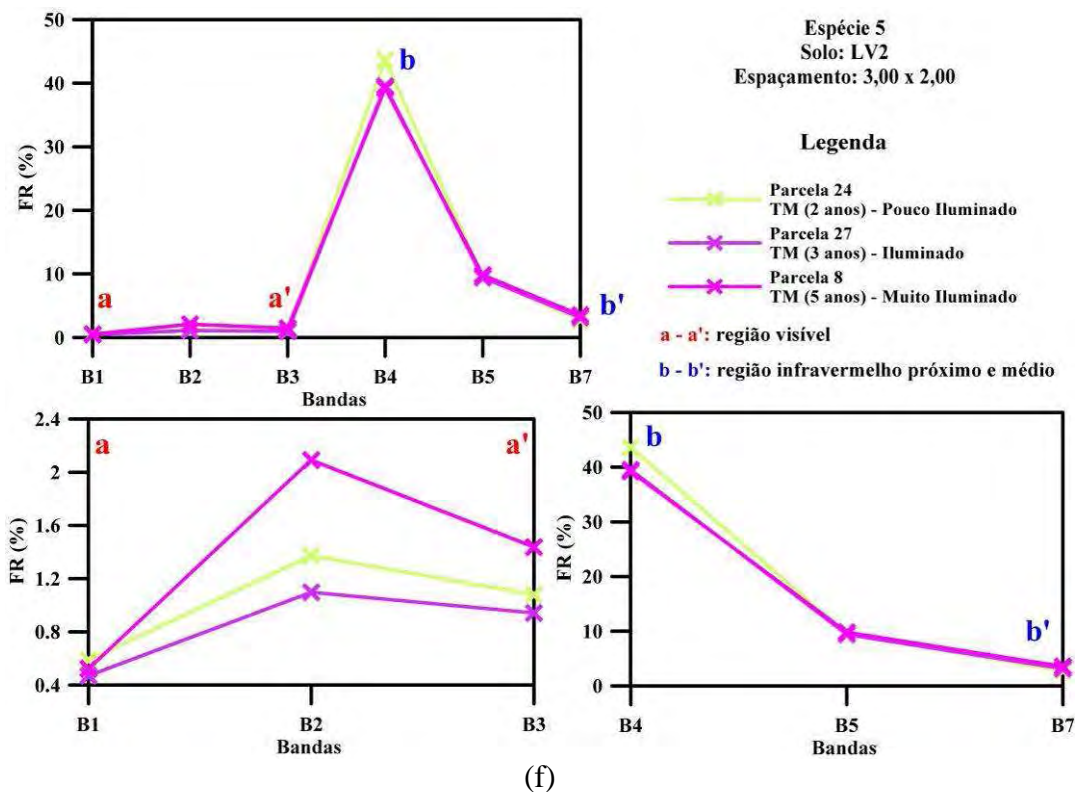 Espécie 5
Solo: LV2
Espaçamento: 3,00 x 2,00
Legenda
Parcela 24
TM (2 anos) - Pouco Iluminado
Parcela 27
TM (3 anos) - Iluminado
Parcela 8
TM (5 anos) - Muito Iluminado
a - a': região visível
b - b': região infravermelho próximo e médio
50
40
30
20
10
0
FR (%)
a
a'
b
b'
B1 B2 B3 B4 B5 B7
Bandas
2.4
2
1.6
1.2
0.8
0.4
FR (%)
a
a'
B1 B2 B3
Bandas
50
40
30
20
10
0
FR (%)
b
b'
B4 B5 B7
Bandas
(f)